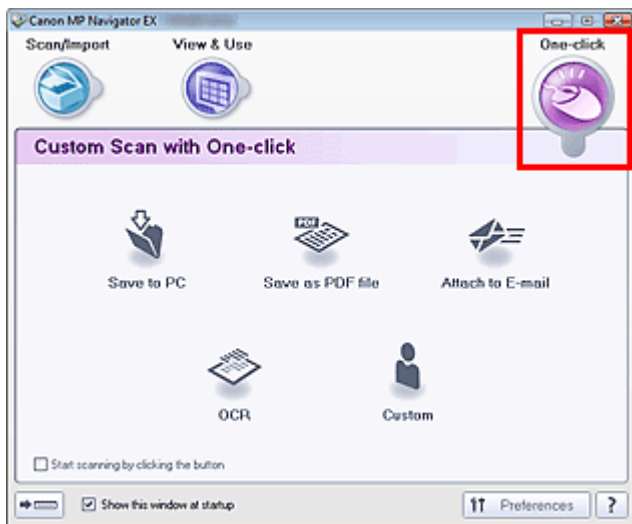 Canon MP Navigator EX
Scan/Import
View & Use
One-click
Custom Scan with One-click
PDF
Save to PC
Save as PDF file
Attach to E-mail
OCR
Custom
Start scanning by clicking the button
Show this window at startup
Preferences
?